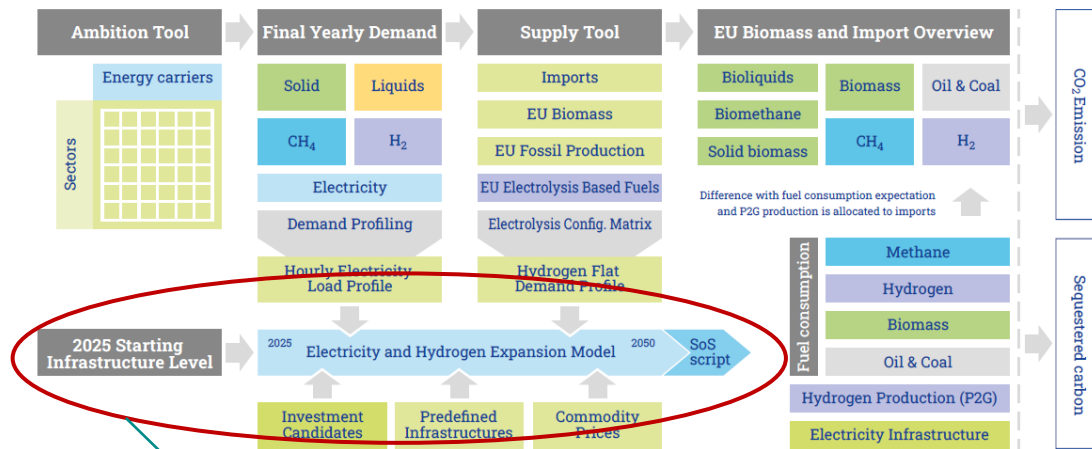 Ambition Tool
Final Yearly Demand
Supply Tool
EU Biomass and Import Overview
Energy carriers
Sectors
Solid
Liquids
CH₄
H₂
Electricity
Demand Profiling
Hourly Electricity
Load Profile
Imports
EU Biomass
EU Fossil Production
EU Electrolysis Based Fuels
Electrolysis Config. Matrix
Hydrogen Flat
Demand Profile
Bioliquids
Biomethane
Solid biomass
Biomass
Oil & Coal
CH₄
H₂
Difference with fuel consumption expectation
and P2G production is allocated to imports
CO₂ Emission
2025 Starting
Infrastructure Level
2025
Electricity and Hydrogen Expansion Model
2050
SoS
script
Investment
Candidates
Predefined
Infrastructures
Commodity
Prices
Fuel consumption
Methane
Hydrogen
Biomass
Oil & Coal
Hydrogen Production (P2G)
Electricity Infrastructure
Sequestered carbon